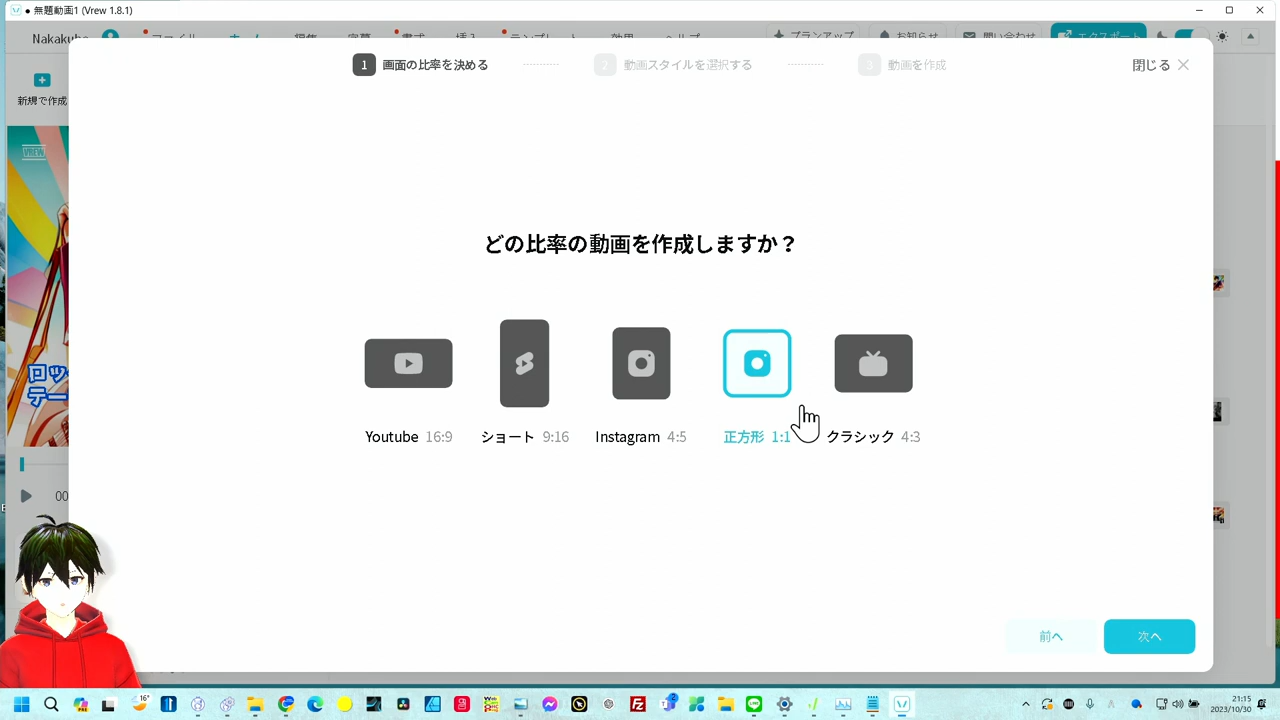 無題動画1 (Vrew 1.8.1)
1 画面の比率を決める
2 動画スタイルを選択する
3 動画を作成
閉じる
新規で作成
VREW
どの比率の動画を作成しますか？
Youtube 16:9
ショート 9:16
Instagram 4:5
正方形 1:1
クラシック 4:3
00
前へ
次へ
16°
21:15
2023/10/30